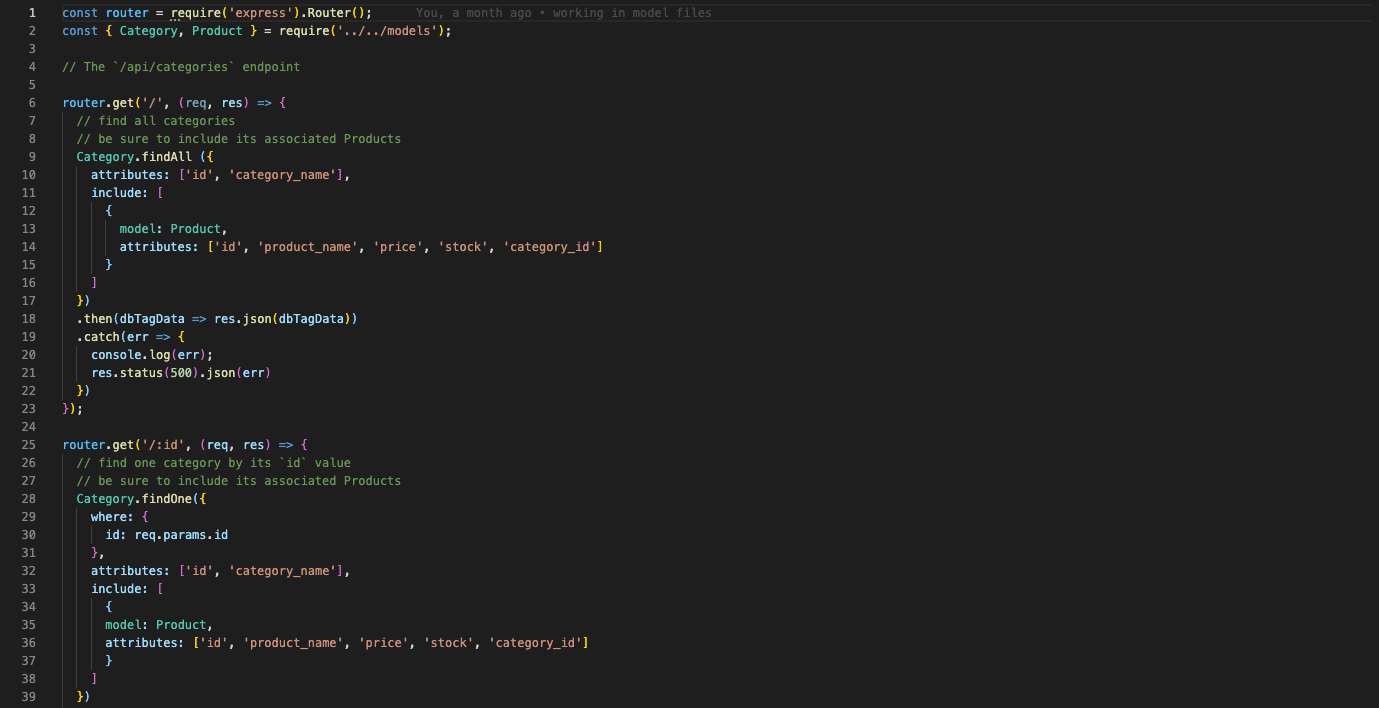 1 const router = require('express').Router(); You, a month ago • working in model files
2 const { Category, Product } = require('../../models');
3
4 // The `/api/categories` endpoint
5
6 router.get('/', (req, res) => {
7 // find all categories
8 // be sure to include its associated Products
9 Category.findAll ({
10 attributes: ['id', 'category_name'],
11 include: [
12 {
13 model: Product,
14 attributes: ['id', 'product_name', 'price', 'stock', 'category_id']
15 }
16 ]
17 })
18 .then(dbTagData => res.json(dbTagData))
19 .catch(err => {
20 console.log(err);
21 res.status(500).json(err)
22 })
23 });
24
25 router.get('/:id', (req, res) => {
26 // find one category by its `id` value
27 // be sure to include its associated Products
28 Category.findOne({
29 where: {
30 id: req.params.id
31 },
32 attributes: ['id', 'category_name'],
33 include: [
34 {
35 model: Product,
36 attributes: ['id', 'product_name', 'price', 'stock', 'category_id']
37 }
38 ]
39 })